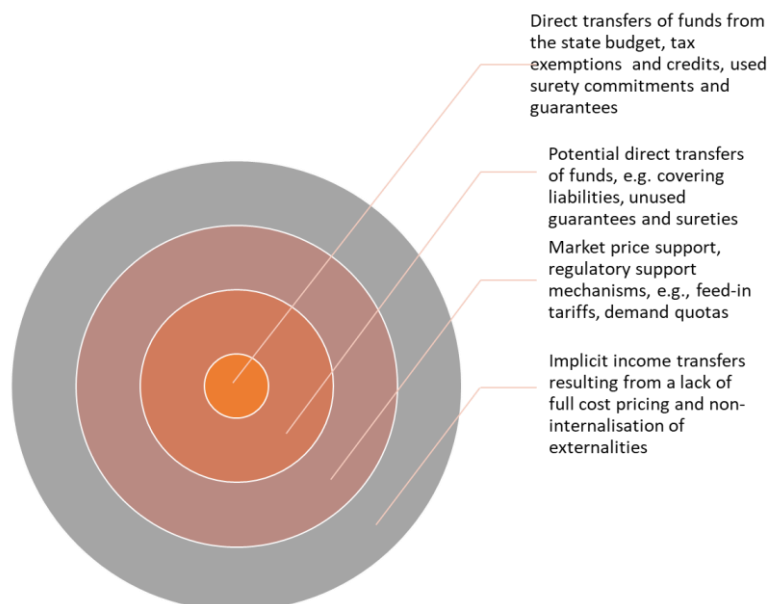 Direct transfers of funds from
the state budget, tax
exemptions and credits, used
surety commitments and
guarantees
Potential direct transfers
of funds, e.g. covering
liabilities, unused
guarantees and sureties
Market price support,
regulatory support
mechanisms, e.g., feed-in
tariffs, demand quotas
Implicit income transfers
resulting from a lack of
full cost pricing and non-
internalisation of
externalities